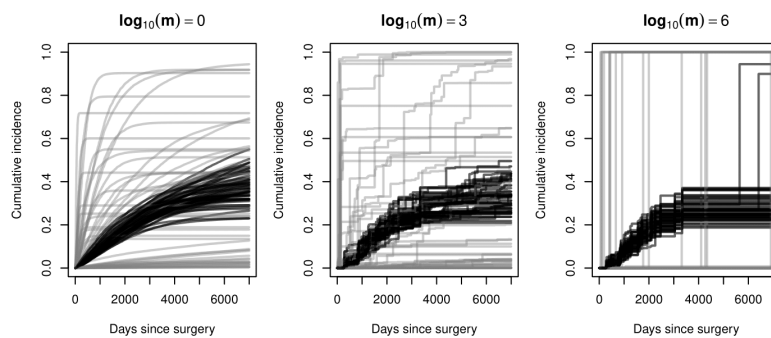 log₁₀(m) = 0
log₁₀(m) = 3
log₁₀(m) = 6
Cumulative incidence
0.0 0.2 0.4 0.6 0.8 1.0
0 2000 4000 6000
Days since surgery
Cumulative incidence
0.0 0.2 0.4 0.6 0.8 1.0
0 2000 4000 6000
Days since surgery
Cumulative incidence
0.0 0.2 0.4 0.6 0.8 1.0
0 2000 4000 6000
Days since surgery